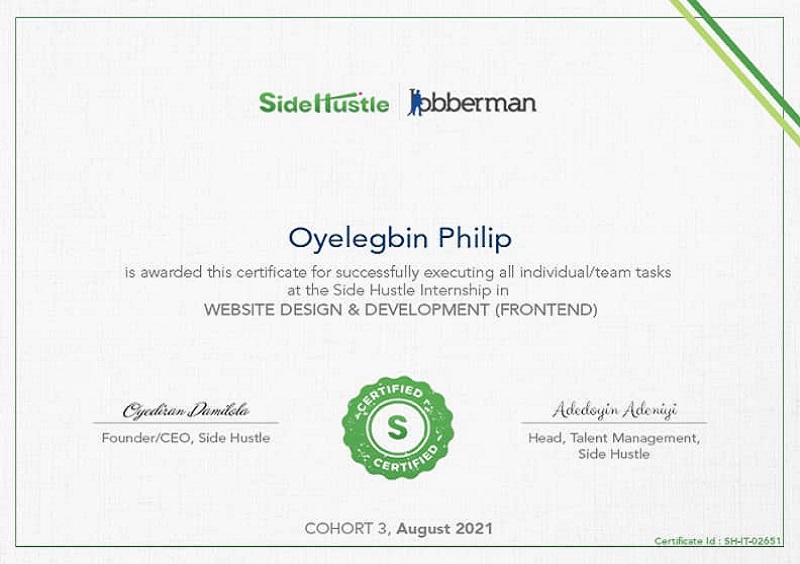 SideHustle Jobberman
Oyelegbin Philip
is awarded this certificate for successfully executing all individual/team tasks
at the Side Hustle Internship in
WEBSITE DESIGN & DEVELOPMENT (FRONTEND)
CERTIFIED
S
CERTIFIED
Oyediran Damilola
Founder/CEO, Side Hustle
Adedoyin Adeniyi
Head, Talent Management,
Side Hustle
COHORT 3, August 2021
Certificate Id : SH-IT-02651